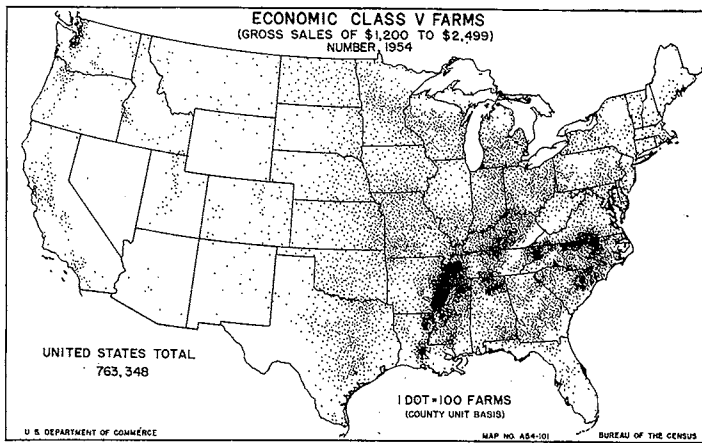 ECONOMIC CLASS V FARMS
(GROSS SALES OF $1,200 TO $2,499)
NUMBER, 1954
UNITED STATES TOTAL
763,348
1 DOT=100 FARMS
(COUNTY UNIT BASIS)
U. S. DEPARTMENT OF COMMERCE
MAP NO. A54-101
BUREAU OF THE CENSUS